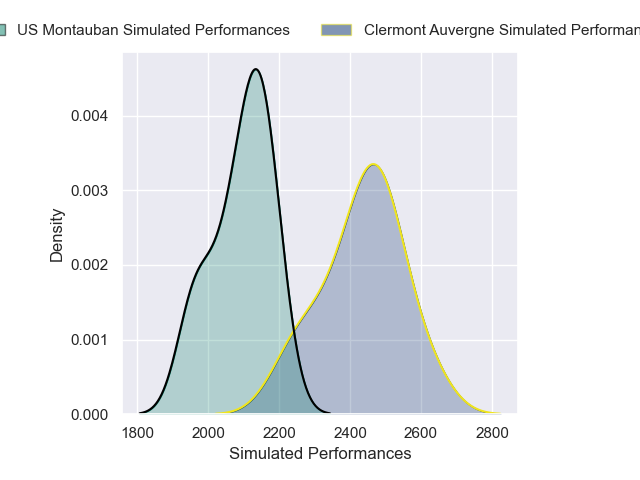 US Montauban Simulated Performances Clermont Auvergne Simulated
0.004
0.003
0.002
0.001
0.000
Density
1800 2000 2200 2400 2600 2800
Simulated Performances